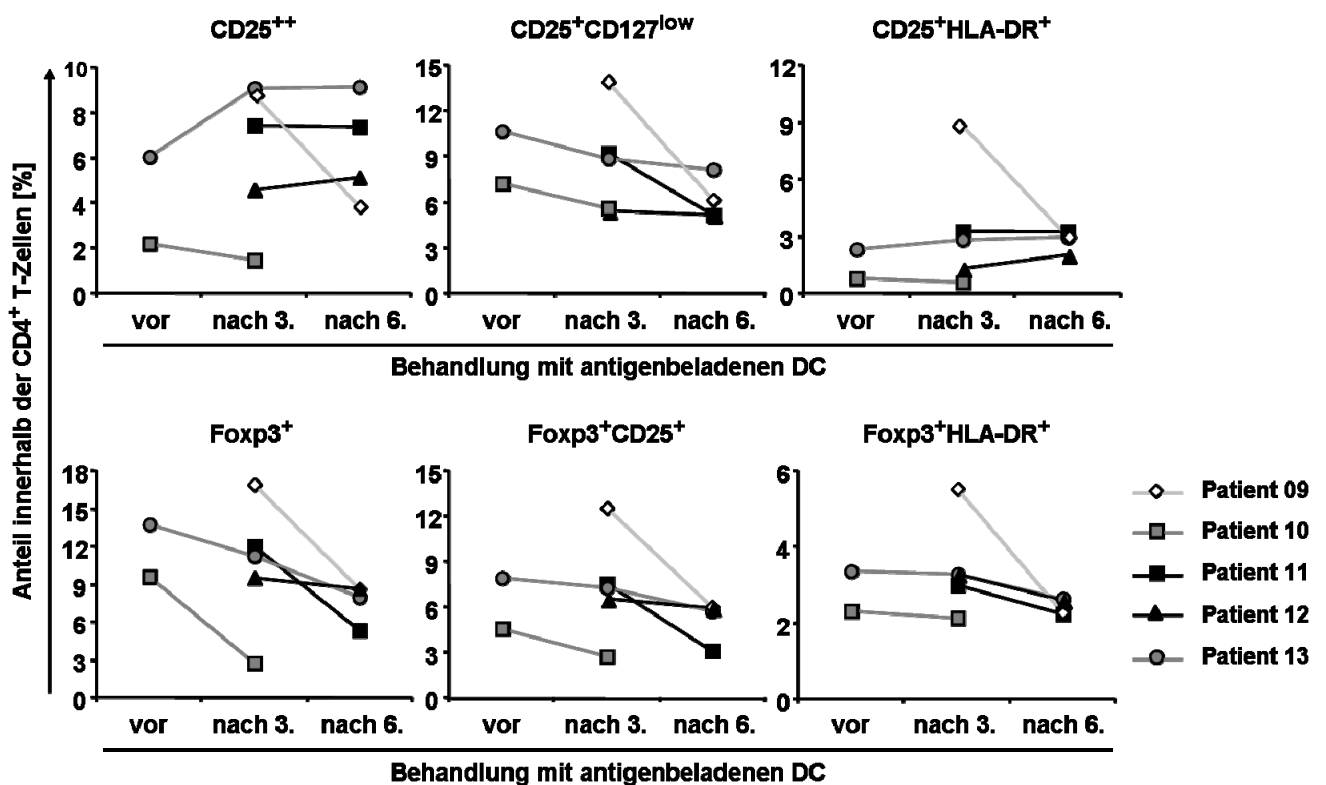 CD25⁺⁺ CD25⁺CD127ˡᵒʷ CD25⁺HLA-DR⁺
Anteil innerhalb der CD4⁺ T-Zellen [%]
10 8 6 4 2 0
15 12 9 6 3 0
12 9 6 3 0
vor nach 3. nach 6. vor nach 3. nach 6. vor nach 3. nach 6.
Behandlung mit antigenbeladenen DC
Foxp3⁺ Foxp3⁺CD25⁺ Foxp3⁺HLA-DR⁺
18 15 12 9 6 3 0
15 12 9 6 3 0
6 4 2 0
vor nach 3. nach 6. vor nach 3. nach 6. vor nach 3. nach 6.
Behandlung mit antigenbeladenen DC
Patient 09
Patient 10
Patient 11
Patient 12
Patient 13